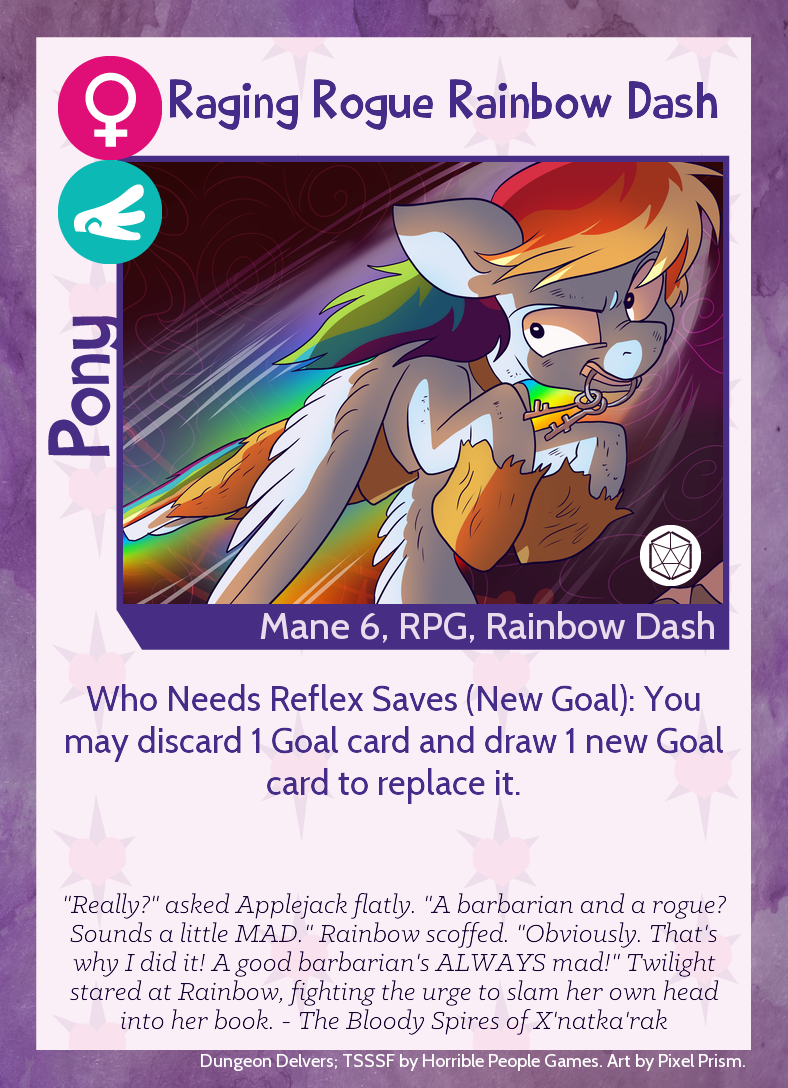 Raging Rogue Rainbow Dash
Pony
Mane 6, RPG, Rainbow Dash
Who Needs Reflex Saves (New Goal): You
may discard 1 Goal card and draw 1 new Goal
card to replace it.
"Really?" asked Applejack flatly. "A barbarian and a rogue?
Sounds a little MAD." Rainbow scoffed. "Obviously. That's
why I did it! A good barbarian's ALWAYS mad!" Twilight
stared at Rainbow, fighting the urge to slam her own head
into her book. - The Bloody Spires of X'natka'rak
Dungeon Delvers; TSSSF by Horrible People Games. Art by Pixel Prism.